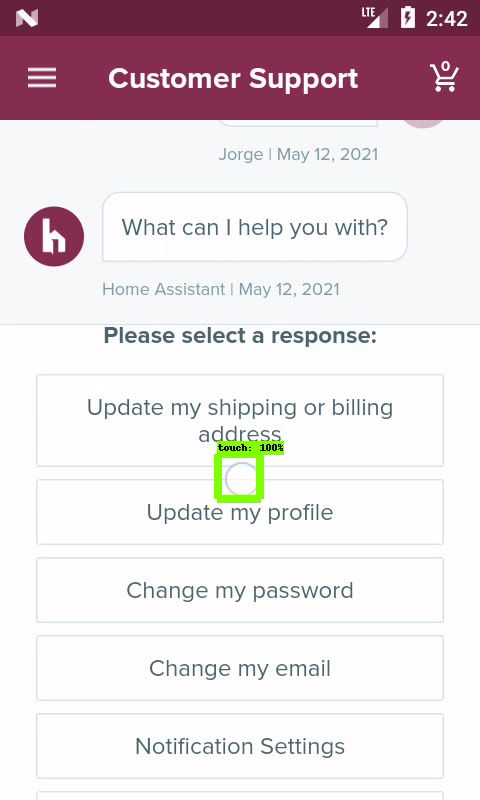 LTE 2:42
Customer Support
0
Jorge | May 12, 2021
h
What can I help you with?
Home Assistant | May 12, 2021
Please select a response:
Update my shipping or billing
address
touch: 100%
Update my profile
Change my password
Change my email
Notification Settings